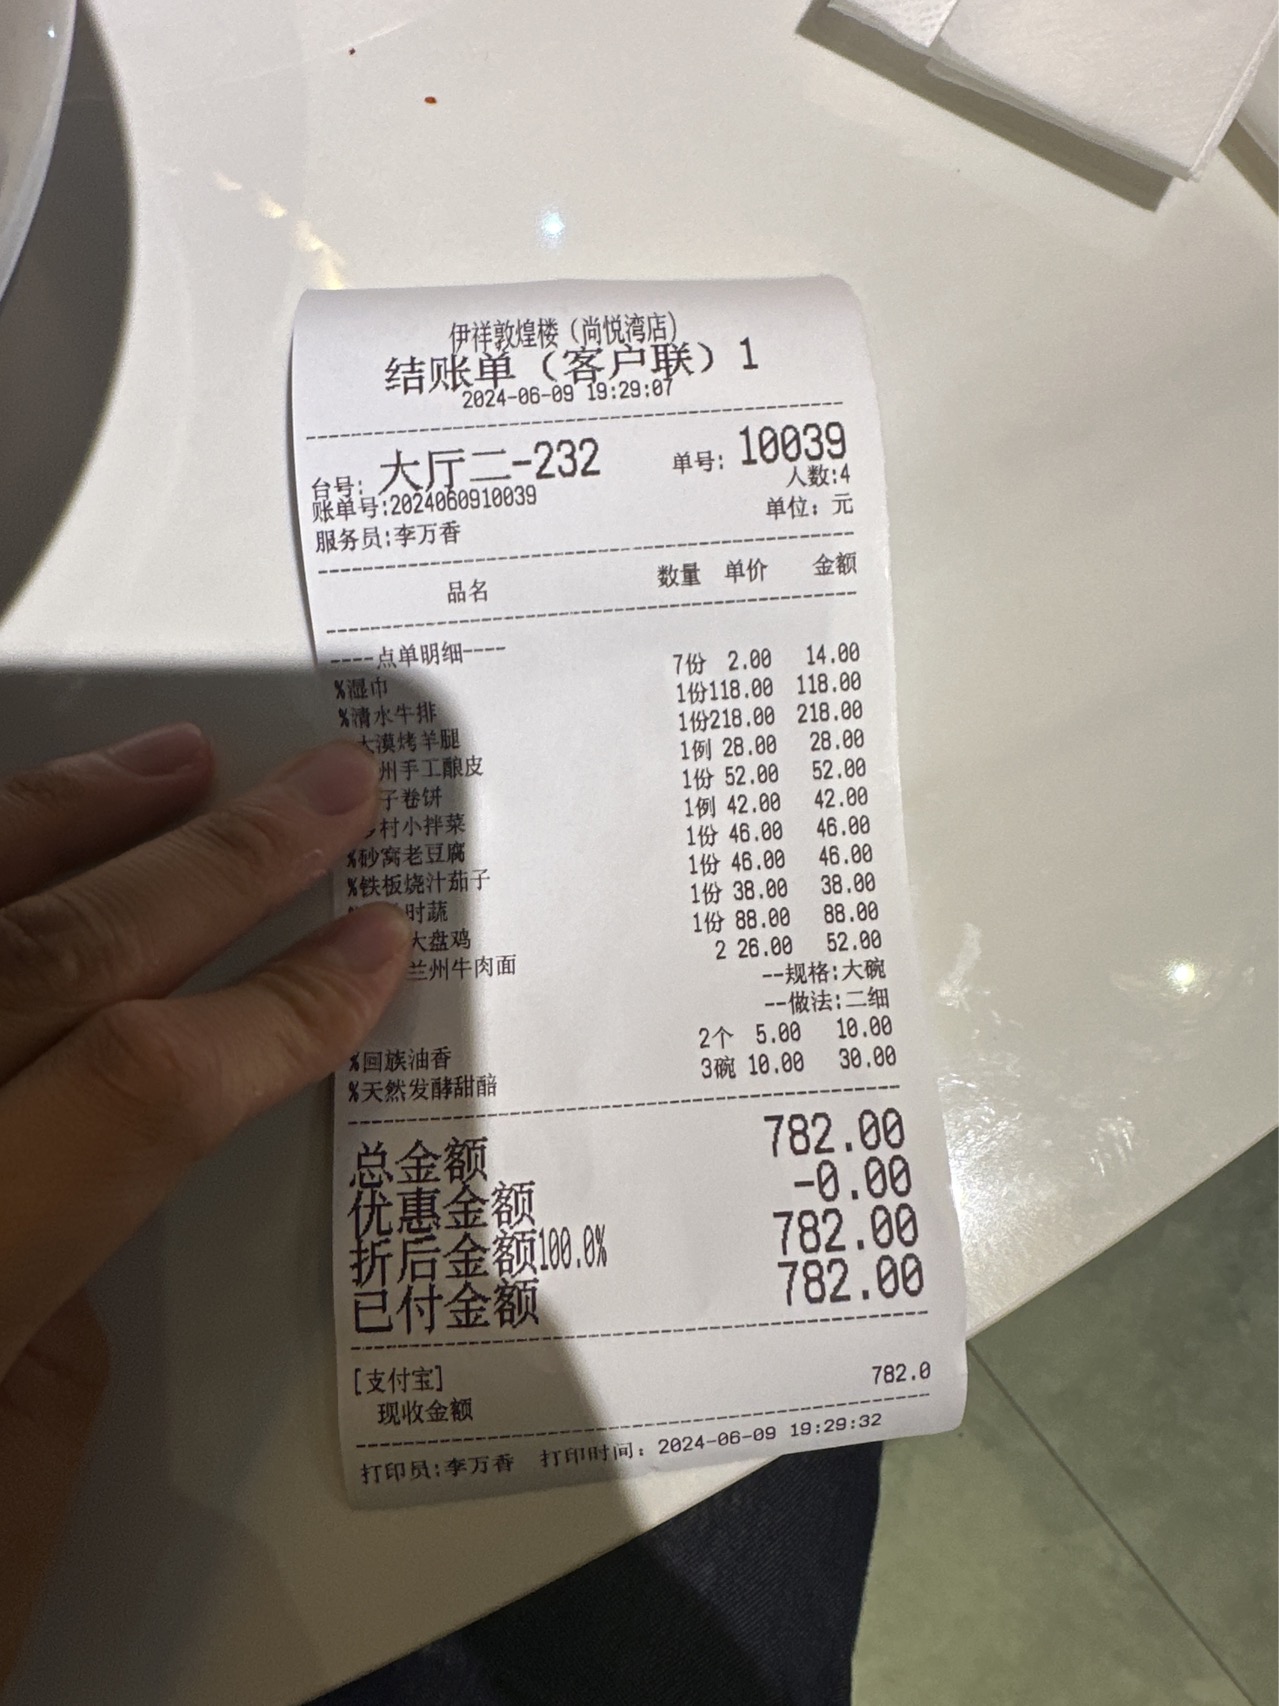 伊祥敦煌楼（尚悦湾店）
结账单（客户联）1
2024-06-09 19:29:07
台号: 大厅二-232 单号: 10039
账单号:2024060910039 人数:4
服务员:李万香 单位: 元
品名 数量 单价 金额
----点单明细----
%湿巾 7份 2.00 14.00
%清水牛排 1份118.00 118.00
大漠烤羊腿 1份218.00 218.00
州手工酿皮 1例 28.00 28.00
子卷饼 1份 52.00 52.00
村小拌菜 1例 42.00 42.00
%砂窝老豆腐 1份 46.00 46.00
%铁板烧汁茄子 1份 46.00 46.00
时蔬 1份 38.00 38.00
大盘鸡 1份 88.00 88.00
兰州牛肉面 2 26.00 52.00
--规格:大碗
--做法:二细
%回族油香 2个 5.00 10.00
%天然发酵甜醅 3碗 10.00 30.00
总金额 782.00
优惠金额 -0.00
折后金额100.0% 782.00
已付金额 782.00
[支付宝] 782.0
现收金额
打印员:李万香 打印时间: 2024-06-09 19:29:32